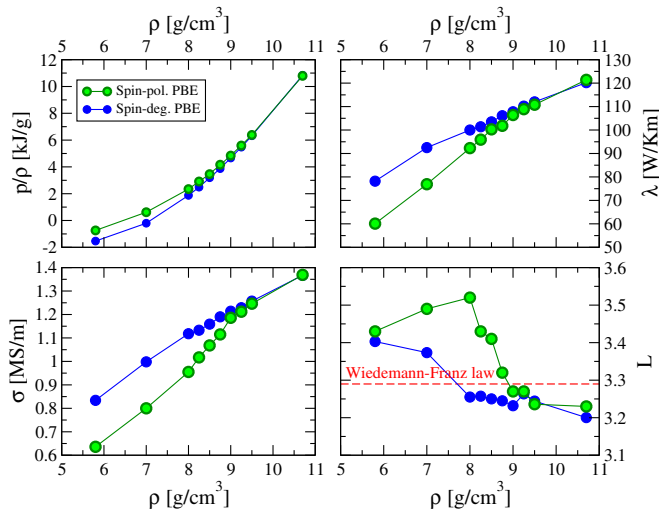 ρ [g/cm³]
ρ [g/cm³]
5 6 7 8 9 10 11
5 6 7 8 9 10 11
12
10
8
6
4
2
0
-2
p/ρ [kJ/g]
Spin-pol. PBE
Spin-deg. PBE
130
120
110
100
90
80
70
60
50
λ [W/Km]
1.4
1.3
1.2
1.1
1
0.9
0.8
0.7
0.6
σ [MS/m]
3.6
3.5
3.4
3.3
3.2
3.1
L
Wiedemann-Franz law
5 6 7 8 9 10 11
5 6 7 8 9 10 11
ρ [g/cm³]
ρ [g/cm³]